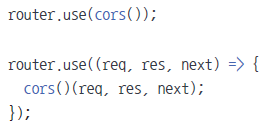 router.use(cors());
router.use((req, res, next) => {
  cors()(req, res, next);
});